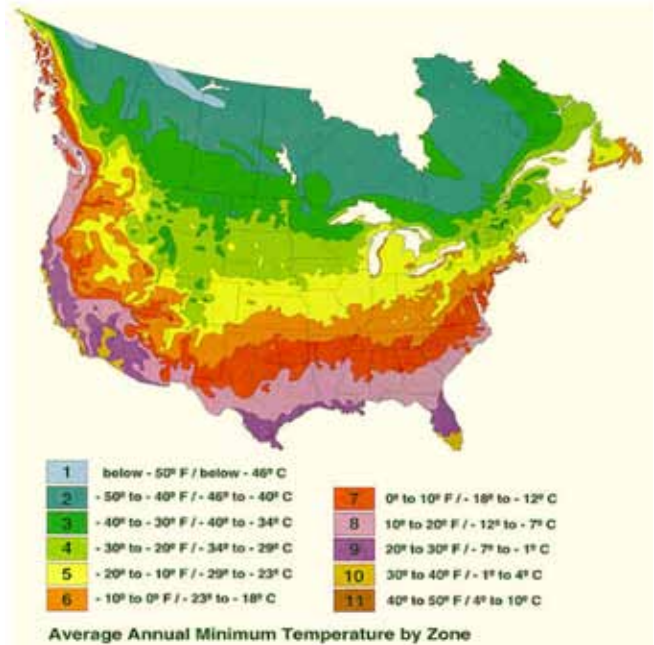 1 below - 50º F / below - 46º C
2 - 50º to - 40º F / - 46º to - 40º C
3 - 40º to - 30º F / - 40º to - 34º C
4 - 30º to - 20º F / - 34º to - 29º C
5 - 20º to - 10º F / - 29º to - 23º C
6 - 10º to 0º F / - 23º to - 18º C
7 0º to 10º F / - 18º to - 12º C
8 10º to 20º F / - 12º to - 7º C
9 20º to 30º F / - 7º to - 1º C
10 30º to 40º F / - 1º to 4º C
11 40º to 50º F / 4º to 10º C
Average Annual Minimum Temperature by Zone